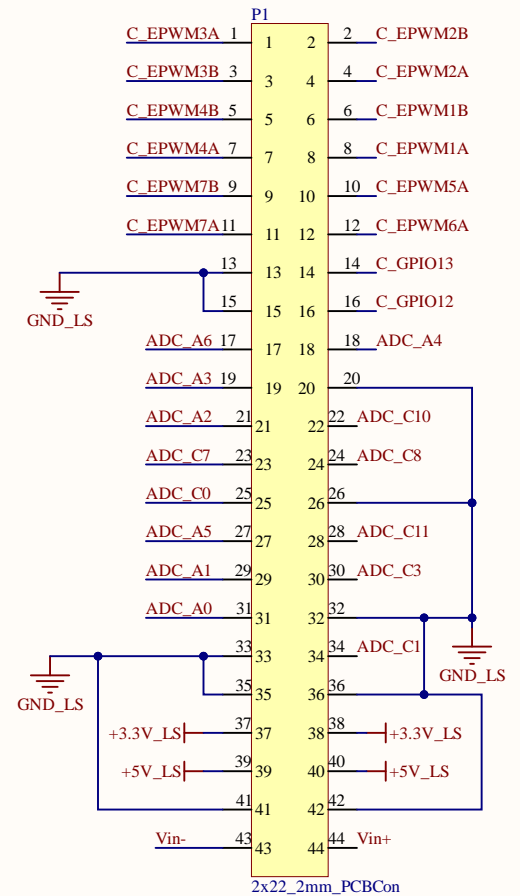 P1
C_EPWM3A 1 1 2 2 C_EPWM2B
C_EPWM3B 3 3 4 4 C_EPWM2A
C_EPWM4B 5 5 6 6 C_EPWM1B
C_EPWM4A 7 7 8 8 C_EPWM1A
C_EPWM7B 9 9 10 10 C_EPWM5A
C_EPWM7A 11 11 12 12 C_EPWM6A
13 13 14 14 C_GPIO13
GND_LS 15 15 16 16 C_GPIO12
ADC_A6 17 17 18 18 ADC_A4
ADC_A3 19 19 20 20
ADC_A2 21 21 22 22 ADC_C10
ADC_C7 23 23 24 24 ADC_C8
ADC_C0 25 25 26 26
ADC_A5 27 27 28 28 ADC_C11
ADC_A1 29 29 30 30 ADC_C3
ADC_A0 31 31 32 32
33 33 34 34 ADC_C1
GND_LS
GND_LS 35 35 36 36
+3.3V_LS 37 37 38 38 +3.3V_LS
+5V_LS 39 39 40 40 +5V_LS
41 41 42 42
Vin- 43 43 44 44 Vin+
2x22_2mm_PCBCon